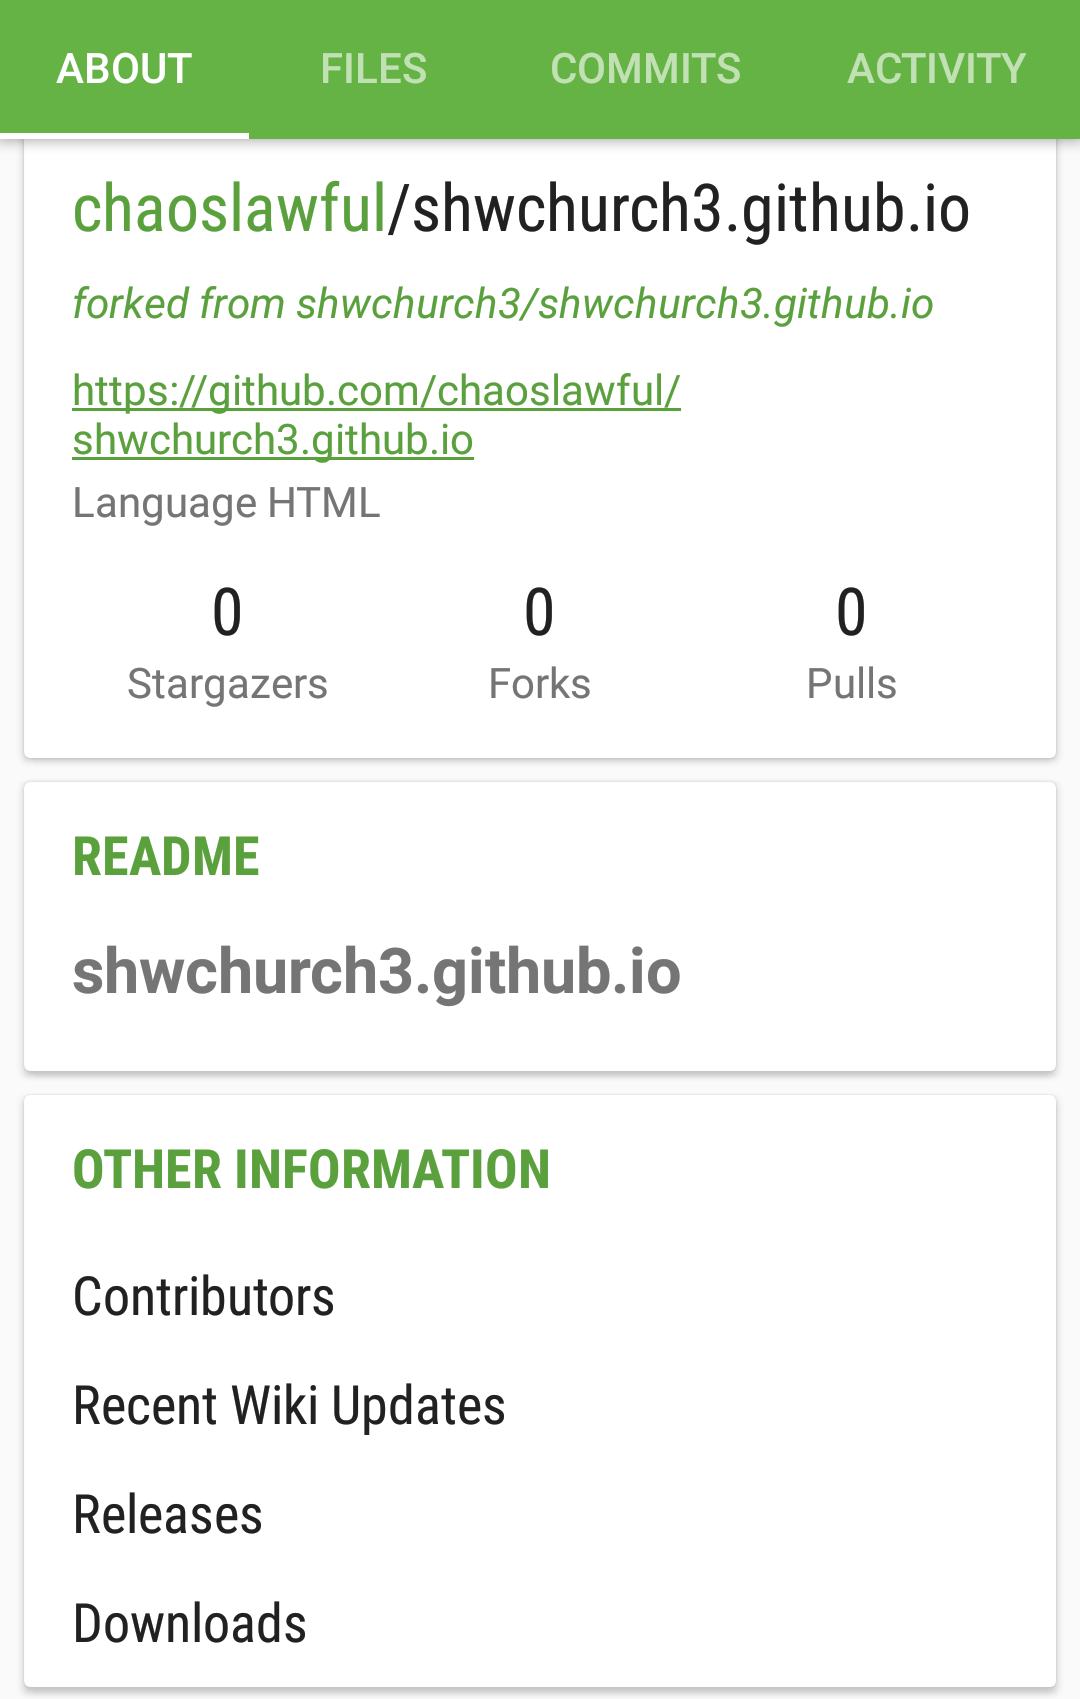 ABOUT FILES COMMITS ACTIVITY
chaoslawful/shwchurch3.github.io
forked from shwchurch3/shwchurch3.github.io
https://github.com/chaoslawful/
shwchurch3.github.io
Language HTML
0 0 0
Stargazers Forks Pulls
README
shwchurch3.github.io
OTHER INFORMATION
Contributors
Recent Wiki Updates
Releases
Downloads